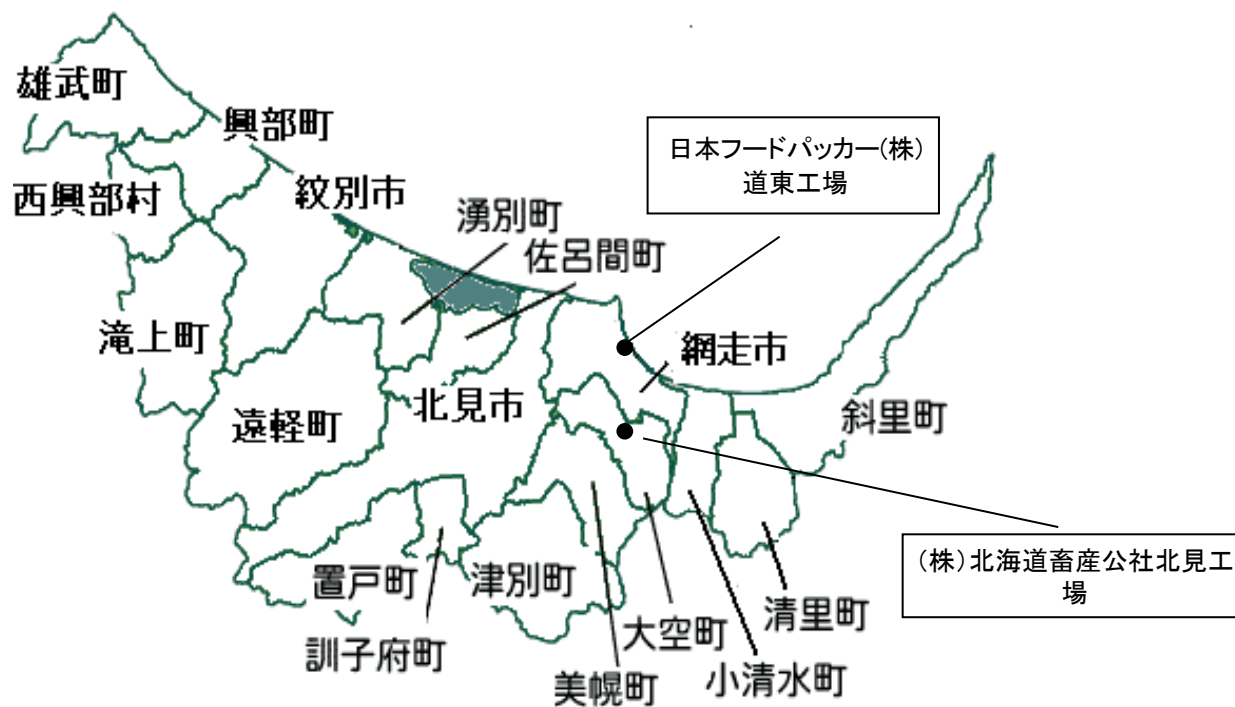 雄武町
興部町
日本フードパッカー(株)
道東工場
西興部村
紋別市
湧別町
佐呂間町
滝上町
網走市
遠軽町
北見市
斜里町
(株)北海道畜産公社北見工
場
置戸町
津別町
清里町
大空町
訓子府町
小清水町
美幌町